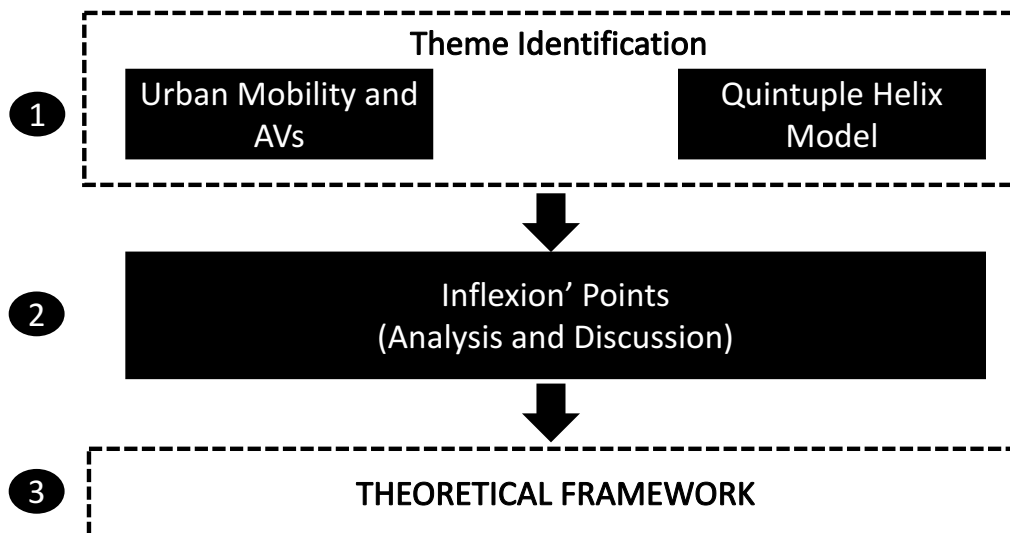 Theme Identification
1
Urban Mobility and
AVs
Quintuple Helix
Model
2
Inflexion’ Points
(Analysis and Discussion)
3
THEORETICAL FRAMEWORK